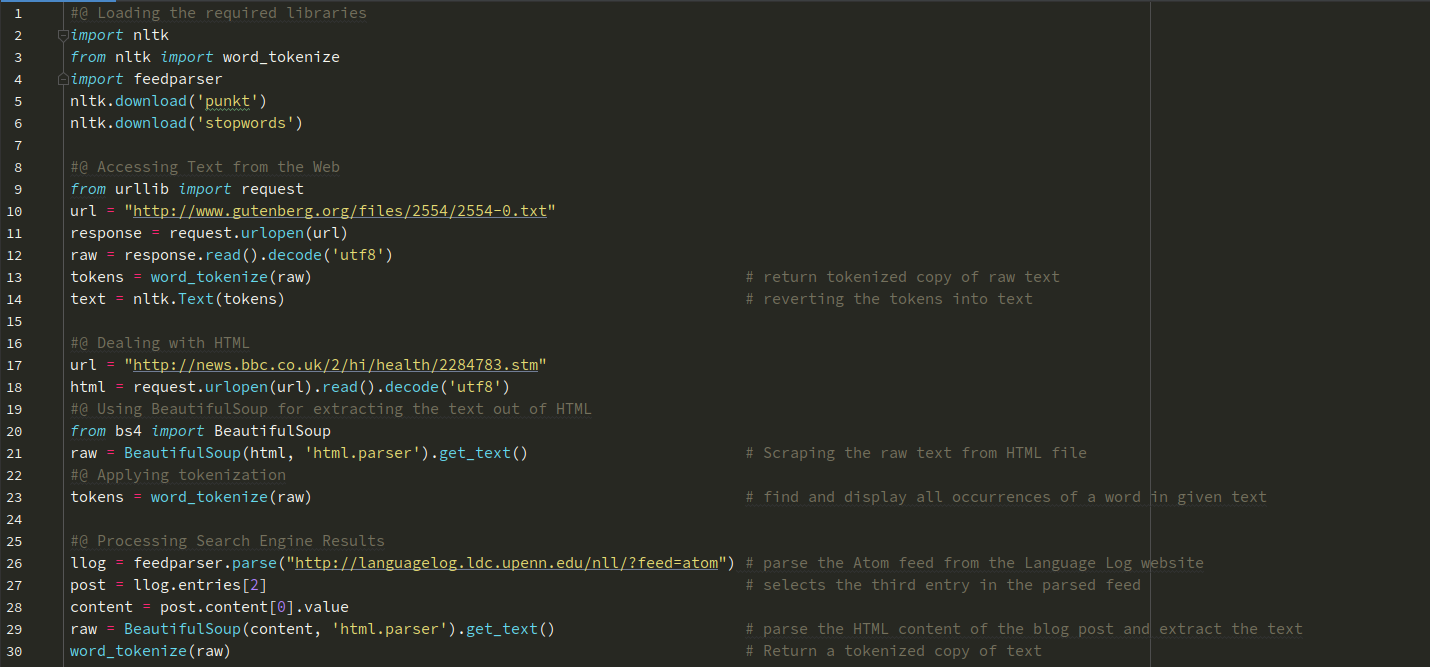 1 #@ Loading the required libraries
2 import nltk
3 from nltk import word_tokenize
4 import feedparser
5 nltk.download('punkt')
6 nltk.download('stopwords')
7
8 #@ Accessing Text from the Web
9 from urllib import request
10 url = "http://www.gutenberg.org/files/2554/2554-0.txt"
11 response = request.urlopen(url)
12 raw = response.read().decode('utf8')
13 tokens = word_tokenize(raw) # return tokenized copy of raw text
14 text = nltk.Text(tokens) # reverting the tokens into text
15
16 #@ Dealing with HTML
17 url = "http://news.bbc.co.uk/2/hi/health/2284783.stm"
18 html = request.urlopen(url).read().decode('utf8')
19 #@ Using BeautifulSoup for extracting the text out of HTML
20 from bs4 import BeautifulSoup
21 raw = BeautifulSoup(html, 'html.parser').get_text() # Scraping the raw text from HTML file
22 #@ Applying tokenization
23 tokens = word_tokenize(raw) # find and display all occurrences of a word in given text
24
25 #@ Processing Search Engine Results
26 llog = feedparser.parse("http://languagelog.ldc.upenn.edu/nll/?feed=atom") # parse the Atom feed from the Language Log website
27 post = llog.entries[2] # selects the third entry in the parsed feed
28 content = post.content[0].value
29 raw = BeautifulSoup(content, 'html.parser').get_text() # parse the HTML content of the blog post and extract the text
30 word_tokenize(raw) # Return a tokenized copy of text